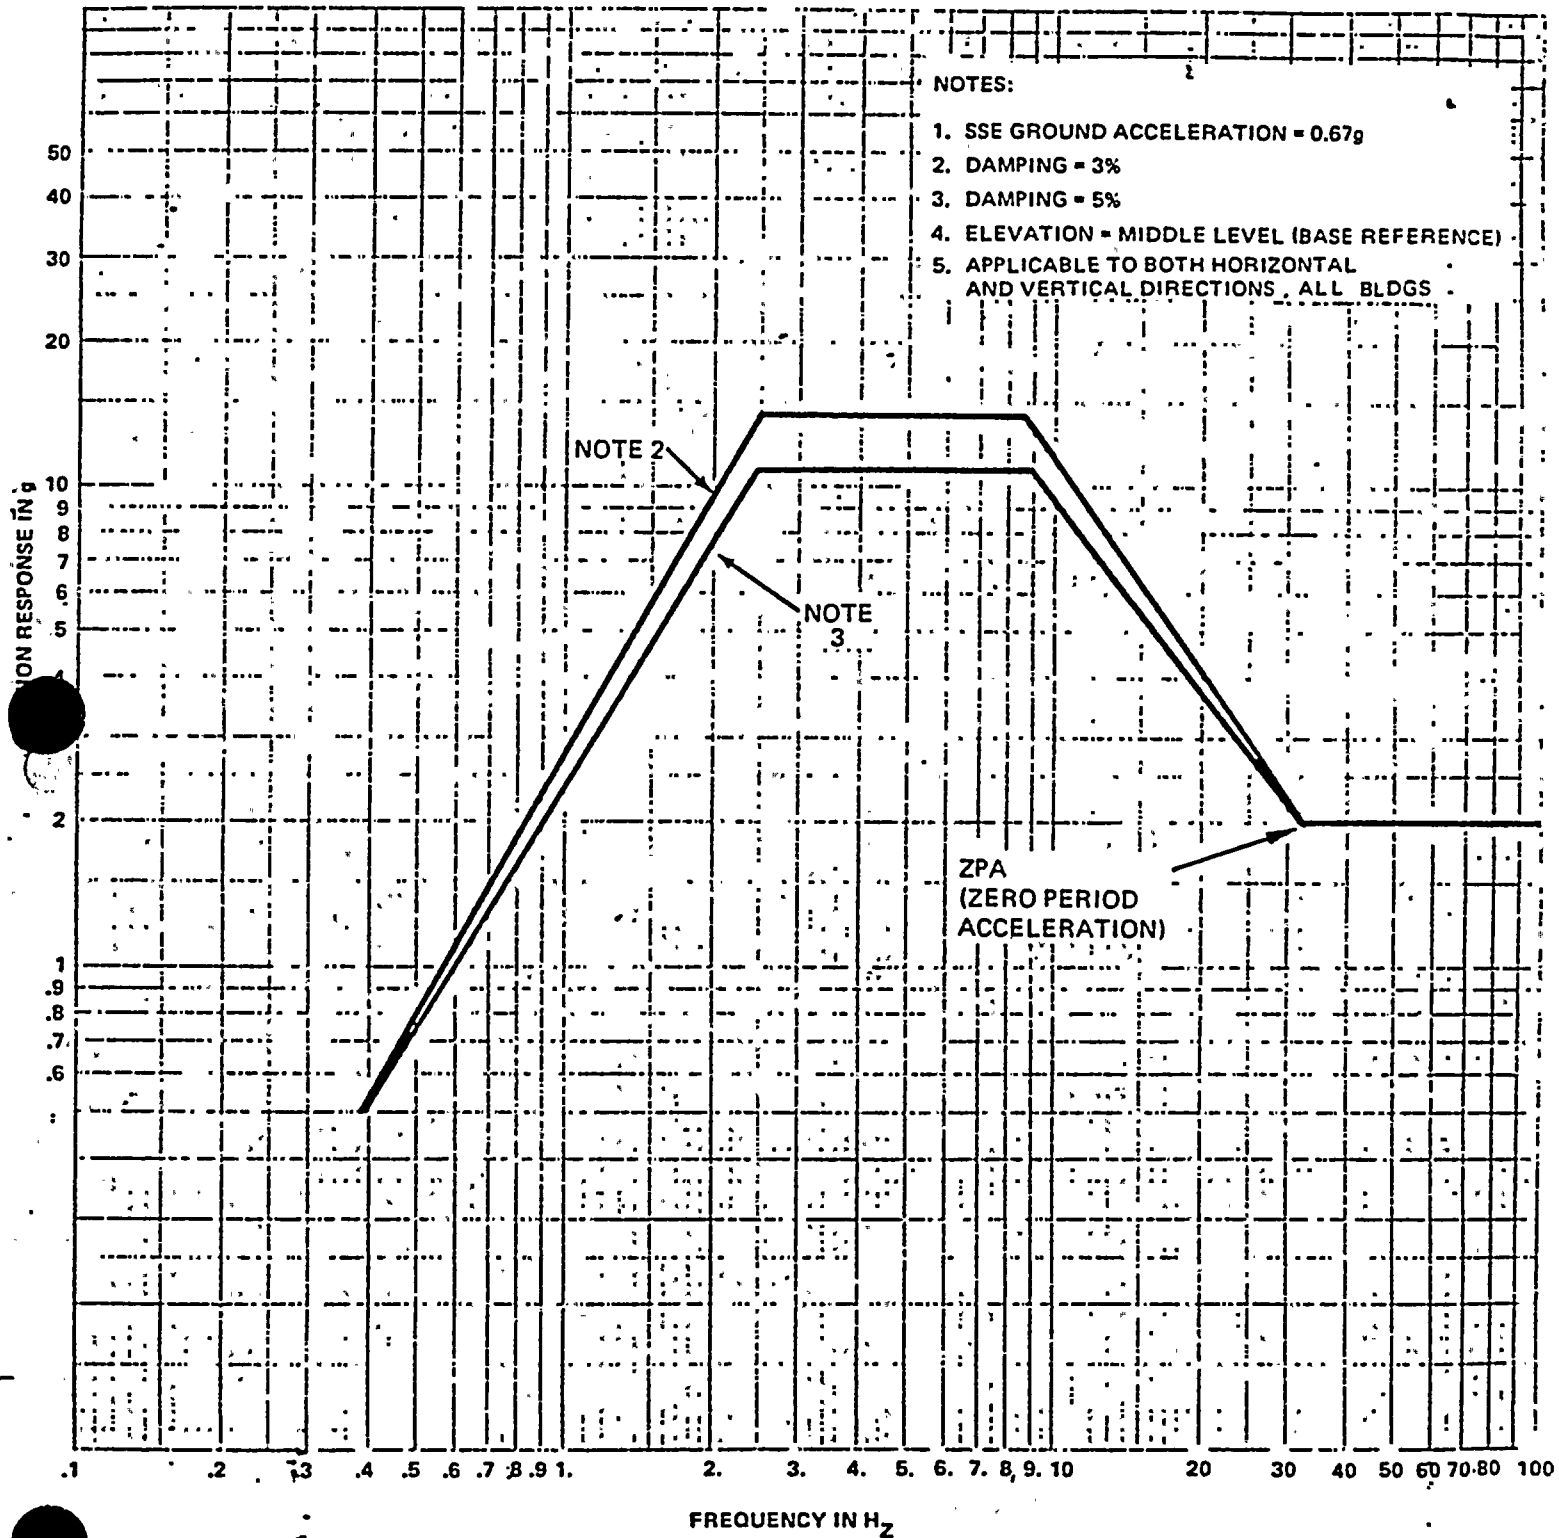 NOTES:
1. SSE GROUND ACCELERATION = 0.67g
2. DAMPING = 3%
3. DAMPING = 5%
4. ELEVATION = MIDDLE LEVEL (BASE REFERENCE)
5. APPLICABLE TO BOTH HORIZONTAL
AND VERTICAL DIRECTIONS, ALL BLDGS
50
40
30
20
10
9
8
7
6
5
4
2
1
.9
.8
.7
.6
ION RESPONSE IN g
NOTE 2
NOTE
3
ZPA
(ZERO PERIOD
ACCELERATION)
.1 .2 .3 .4 .5 .6 .7 .8 .9 1. 2. 3. 4. 5. 6. 7. 8. 9. 10 20 30 40 50 60 70 80 100
FREQUENCY IN HZ